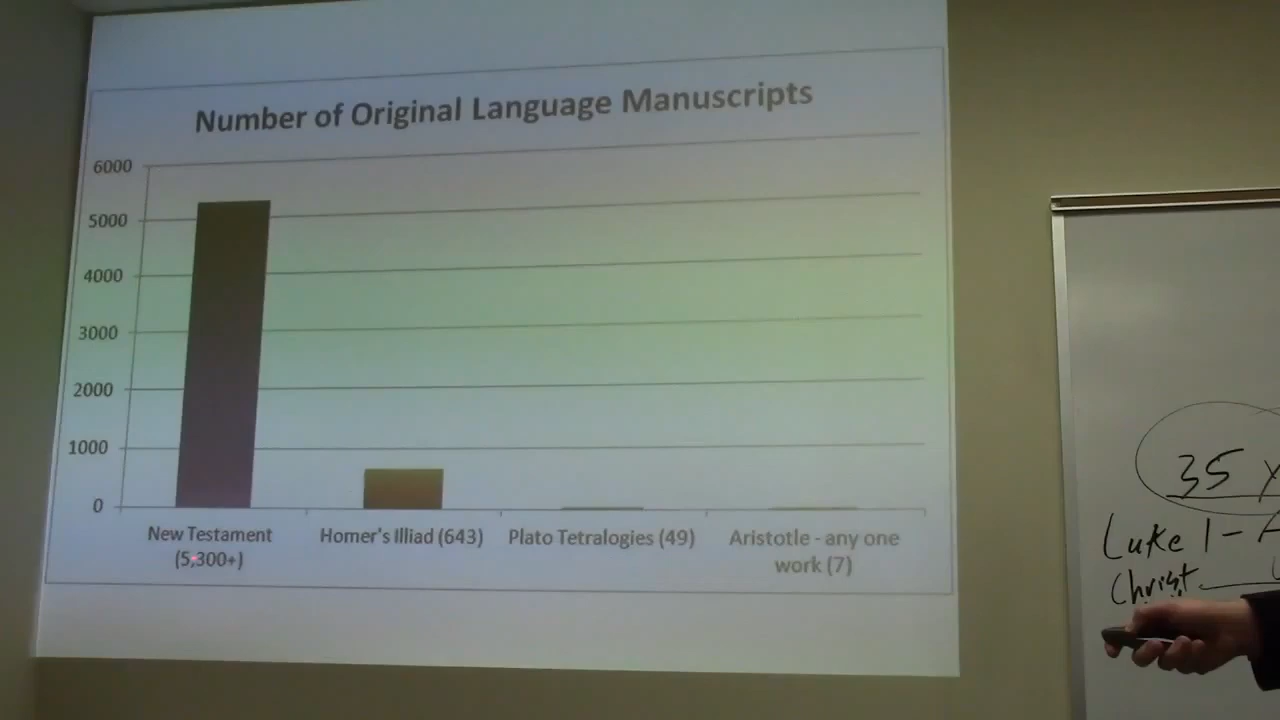 Number of Original Language Manuscripts
6000
5000
4000
3000
2000
1000
0
New Testament
(5,300+)
Homer's Illiad (643)
Plato Tetralogies (49)
Aristotle - any one
work (7)
35
Luke 1 -
Christ